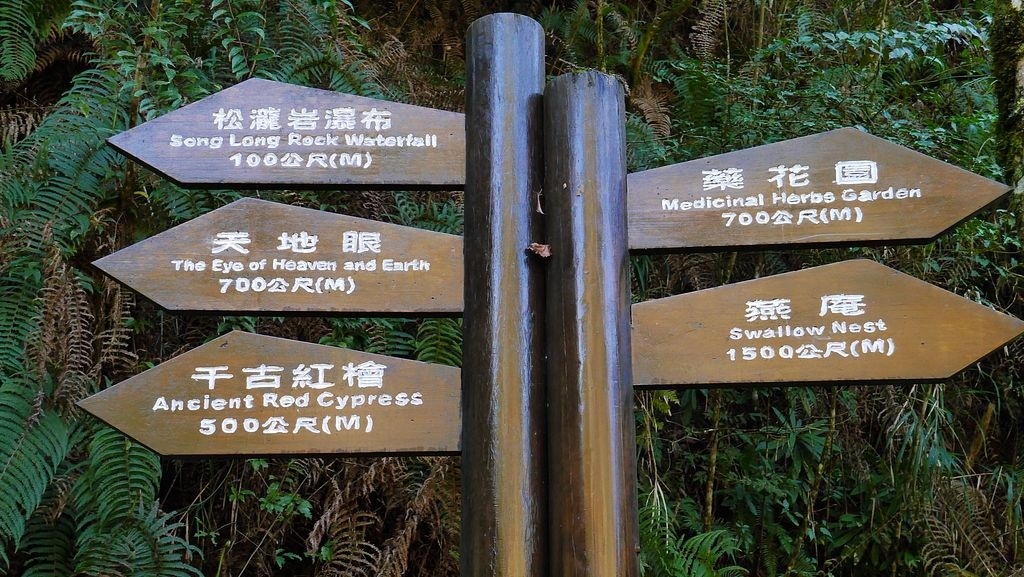 松瀧岩瀑布
Song Long Rock Waterfall
100公尺(M)
天地眼
The Eye of Heaven and Earth
700公尺(M)
千古紅檜
Ancient Red Cypress
500公尺(M)
藥花園
Medicinal Herbs Garden
700公尺(M)
燕庵
Swallow Nest
1500公尺(M)